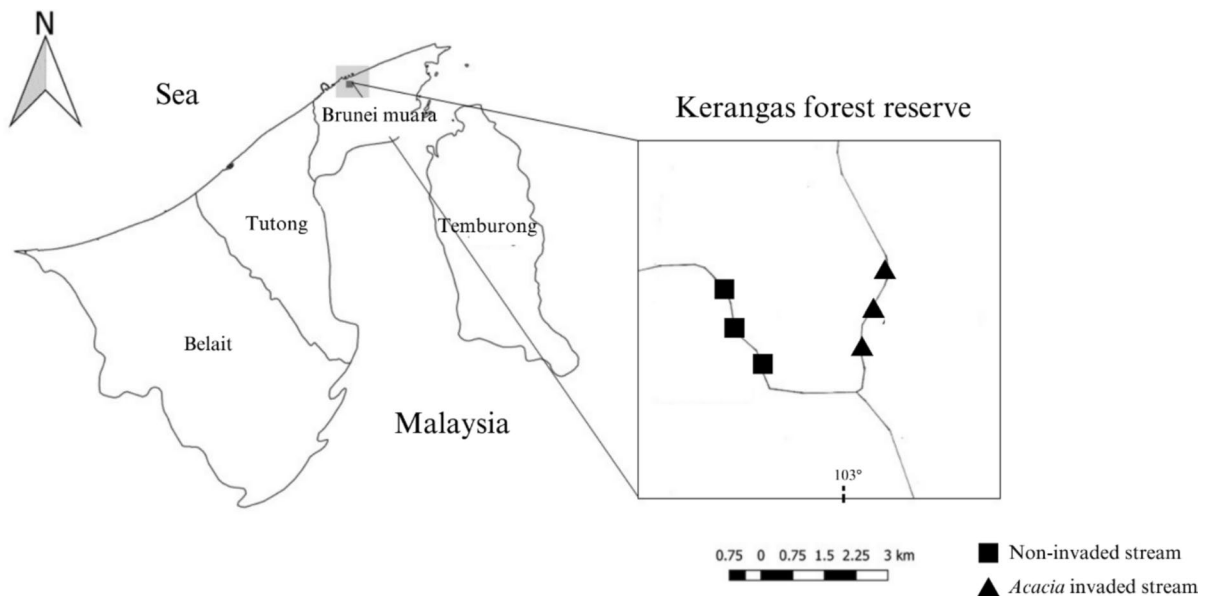 N
Sea
Brunei muara
Kerangas forest reserve
Tutong
Temburong
Belait
Malaysia
103°
0.75 0 0.75 1.5 2.25 3 km
Non-invaded stream
Acacia invaded stream